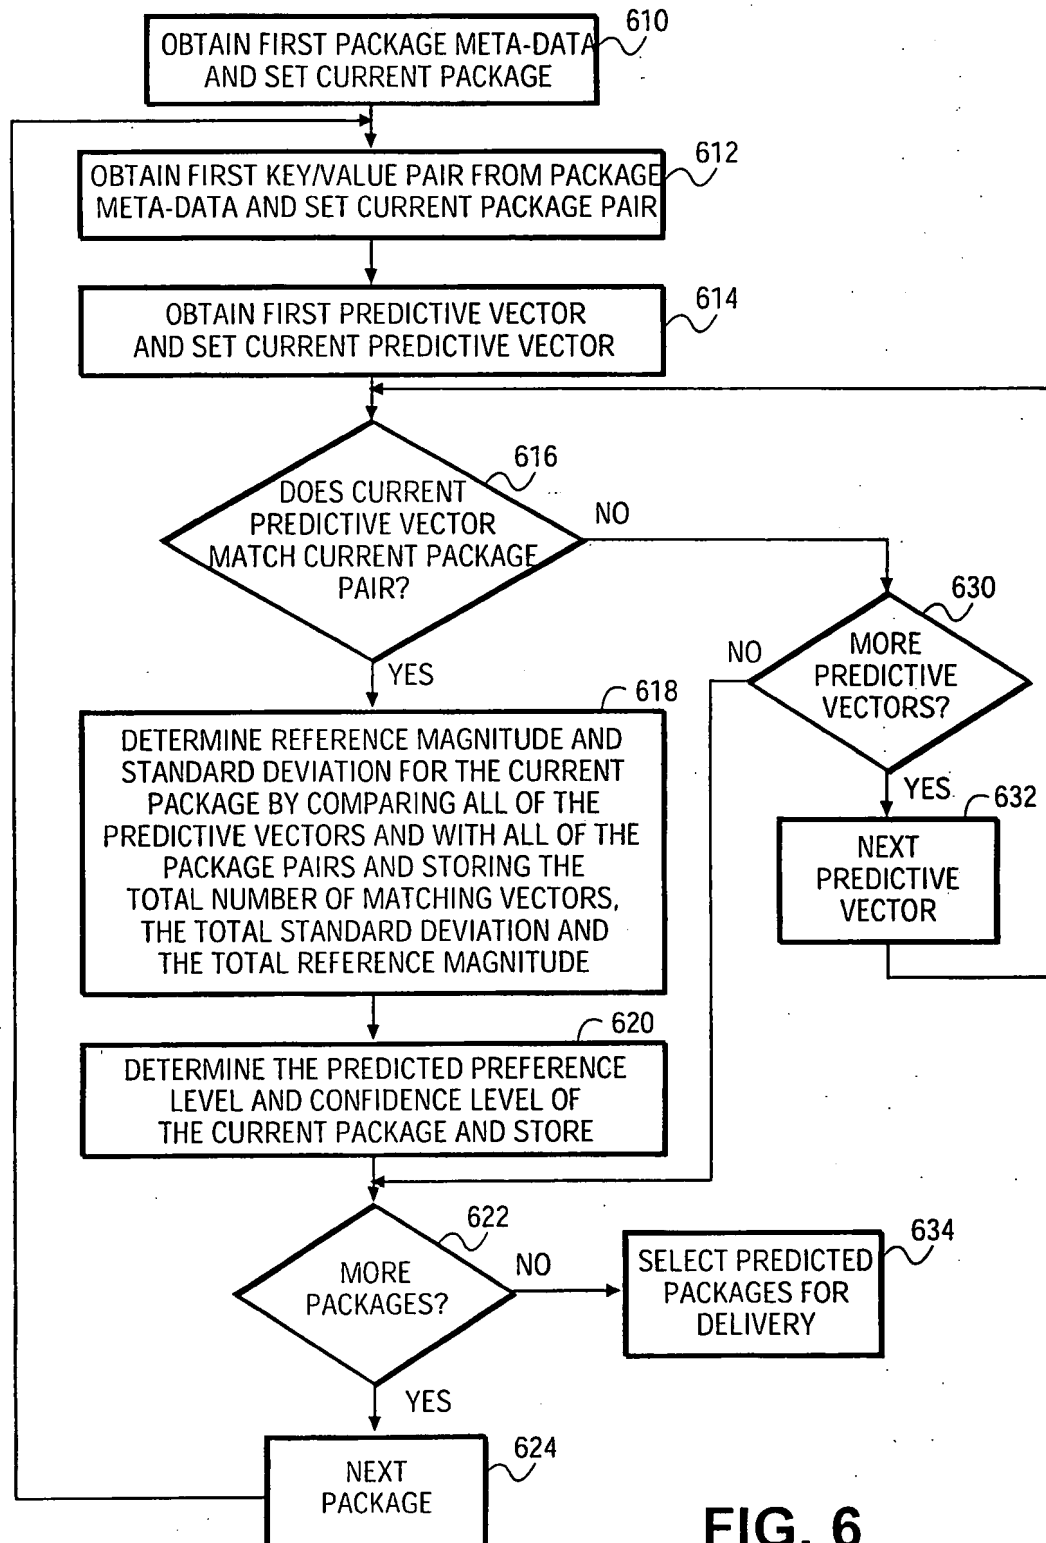 610
OBTAIN FIRST PACKAGE META-DATA
AND SET CURRENT PACKAGE
612
OBTAIN FIRST KEY/VALUE PAIR FROM PACKAGE
META-DATA AND SET CURRENT PACKAGE PAIR
614
OBTAIN FIRST PREDICTIVE VECTOR
AND SET CURRENT PREDICTIVE VECTOR
616
DOES CURRENT
PREDICTIVE VECTOR
MATCH CURRENT PACKAGE
PAIR?
NO
YES
630
MORE
PREDICTIVE
VECTORS?
NO
YES
632
NEXT
PREDICTIVE
VECTOR
618
DETERMINE REFERENCE MAGNITUDE AND
STANDARD DEVIATION FOR THE CURRENT
PACKAGE BY COMPARING ALL OF THE
PREDICTIVE VECTORS AND WITH ALL OF THE
PACKAGE PAIRS AND STORING THE
TOTAL NUMBER OF MATCHING VECTORS,
THE TOTAL STANDARD DEVIATION AND
THE TOTAL REFERENCE MAGNITUDE
620
DETERMINE THE PREDICTED PREFERENCE
LEVEL AND CONFIDENCE LEVEL OF
THE CURRENT PACKAGE AND STORE
622
MORE
PACKAGES?
NO
YES
634
SELECT PREDICTED
PACKAGES FOR
DELIVERY
624
NEXT
PACKAGE
FIG. 6